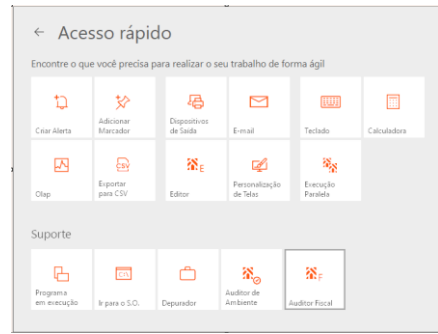 ← Acesso rápido
Encontre o que você precisa para realizar o seu trabalho de forma ágil
Criar Alerta
Adicionar
Marcador
Dispositivos
de Saída
E-mail
Teclado
Calculadora
Olap
CSV
Exportar
para CSV
E
Editor
Personalização
de Telas
Execução
Paralela
Suporte
Programa
em execução
C:\$
Ir para o S.O.
Depurador
Auditor de
Ambiente
F
Auditor Fiscal